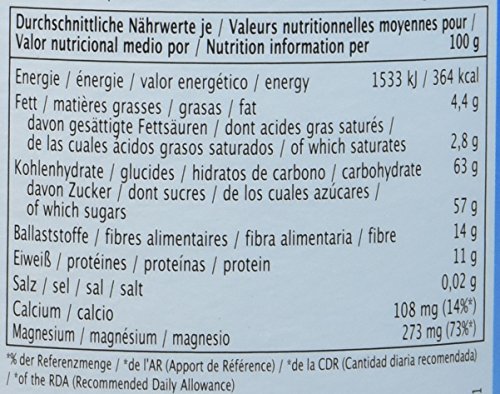 Durchschnittliche Nährwerte je / Valeurs nutritionnelles moyennes pour /
Valor nutricional medio por / Nutrition information per 100 g
Energie / énergie / valor energético / energy 1533 kJ / 364 kcal
Fett / matières grasses / grasas / fat 4,4 g
davon gesättigte Fettsäuren / dont acides gras saturés /
de las cuales ácidos grasos saturados / of which saturates 2,8 g
Kohlenhydrate / glucides / hidratos de carbono / carbohydrate 63 g
davon Zucker / dont sucres / de los cuales azúcares /
of which sugars 57 g
Ballaststoffe / fibres alimentaires / fibra alimentaria / fibre 14 g
Eiweiß / protéines / proteínas / protein 11 g
Salz / sel / sal / salt 0,02 g
Calcium / calcio 108 mg (14%*)
Magnesium / magnésium / magnesio 273 mg (73%*)
*% der Referenzmenge / *de l'AR (Apport de Référence) / *de la CDR (Cantidad diaria recomendada)
/ *of the RDA (Recommended Daily Allowance)